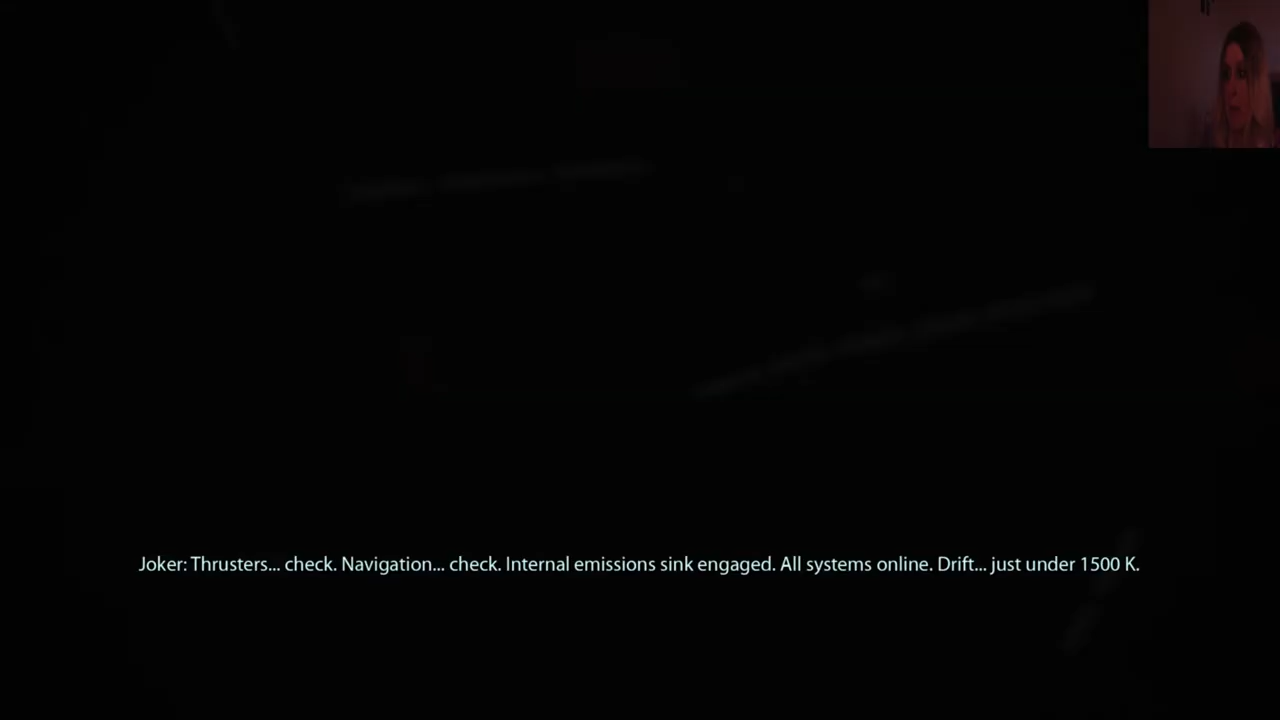 Joker: Thrusters... check. Navigation... check. Internal emissions sink engaged. All systems online. Drift... just under 1500 K.